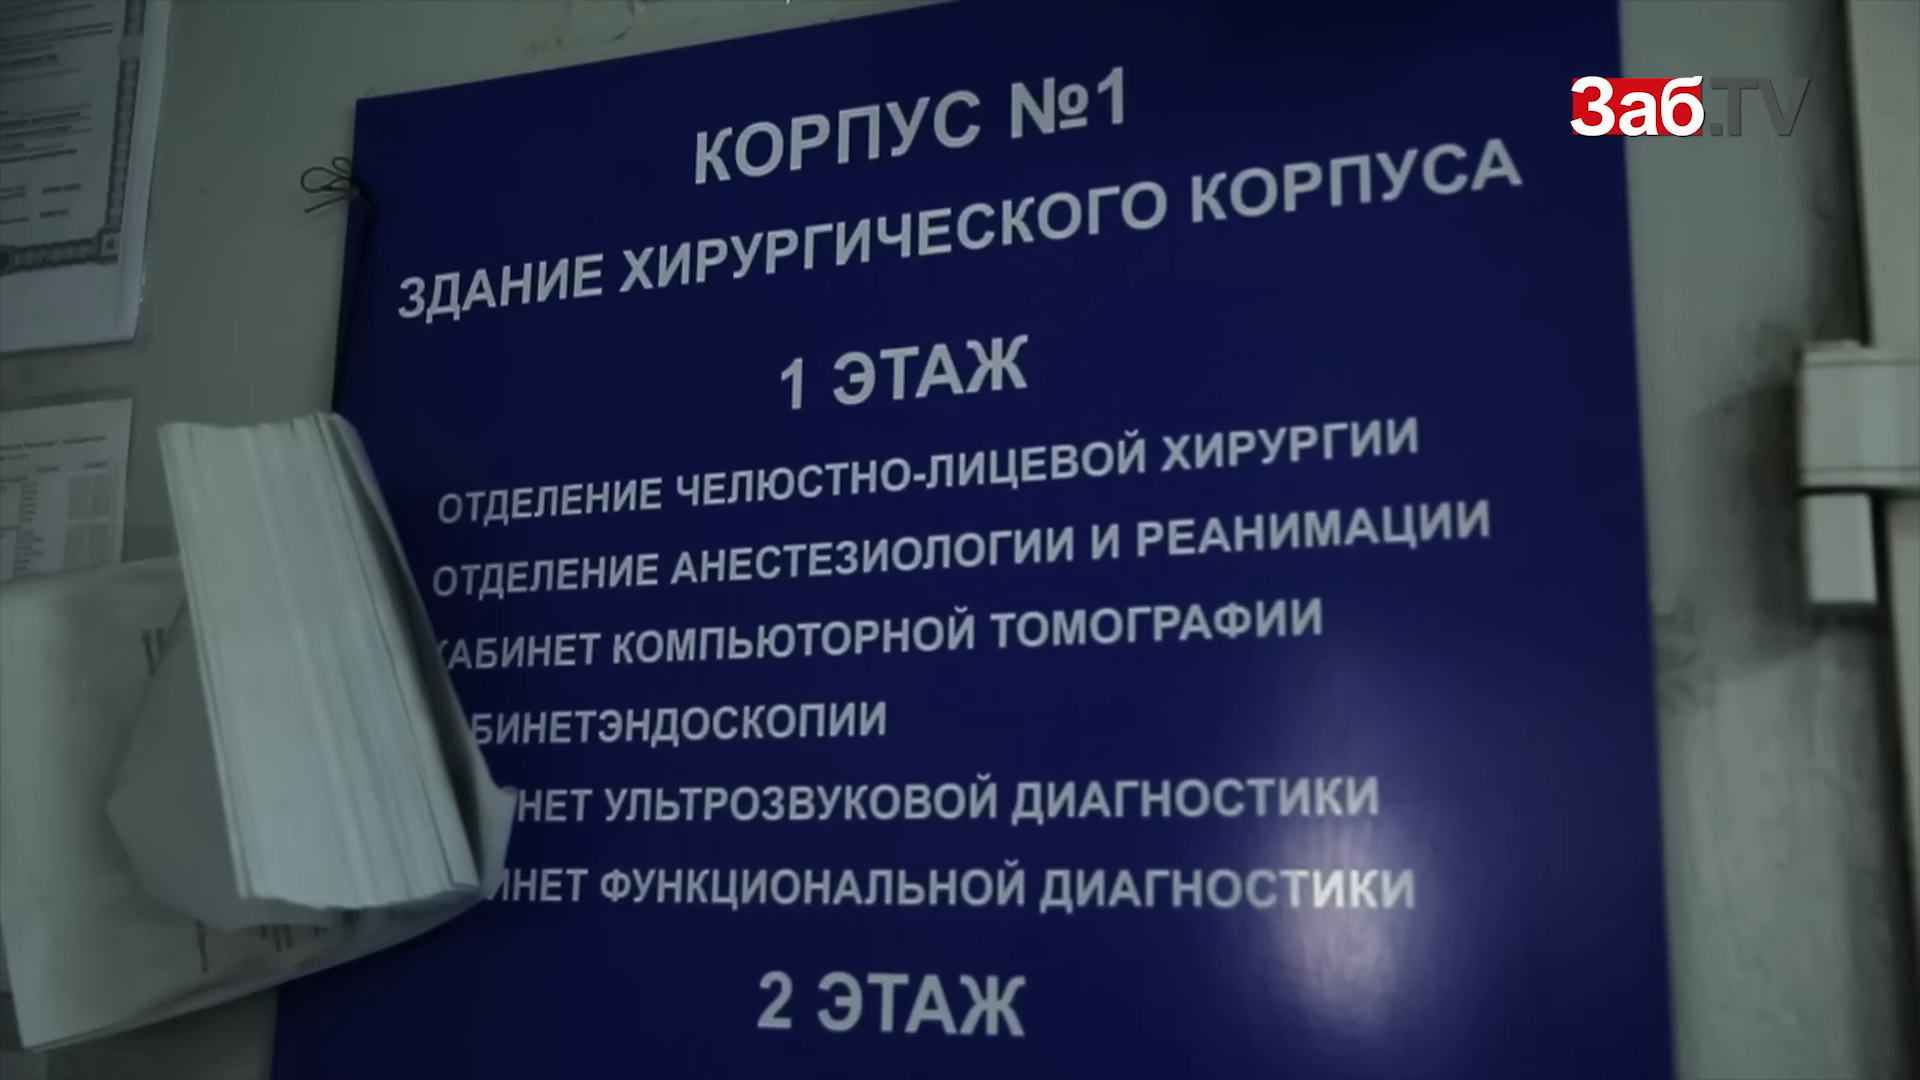 Заб.TV
КОРПУС №1
ЗДАНИЕ ХИРУРГИЧЕСКОГО КОРПУСА
1 ЭТАЖ
ОТДЕЛЕНИЕ ЧЕЛЮСТНО-ЛИЦЕВОЙ ХИРУРГИИ
ОТДЕЛЕНИЕ АНЕСТЕЗИОЛОГИИ И РЕАНИМАЦИИ
КАБИНЕТ КОМПЬЮТОРНОЙ ТОМОГРАФИИ
БИНЕТЭНДОСКОПИИ
НЕТ УЛЬТРОЗВУКОВОЙ ДИАГНОСТИКИ
ИНЕТ ФУНКЦИОНАЛЬНОЙ ДИАГНОСТИКИ
2 ЭТАЖ